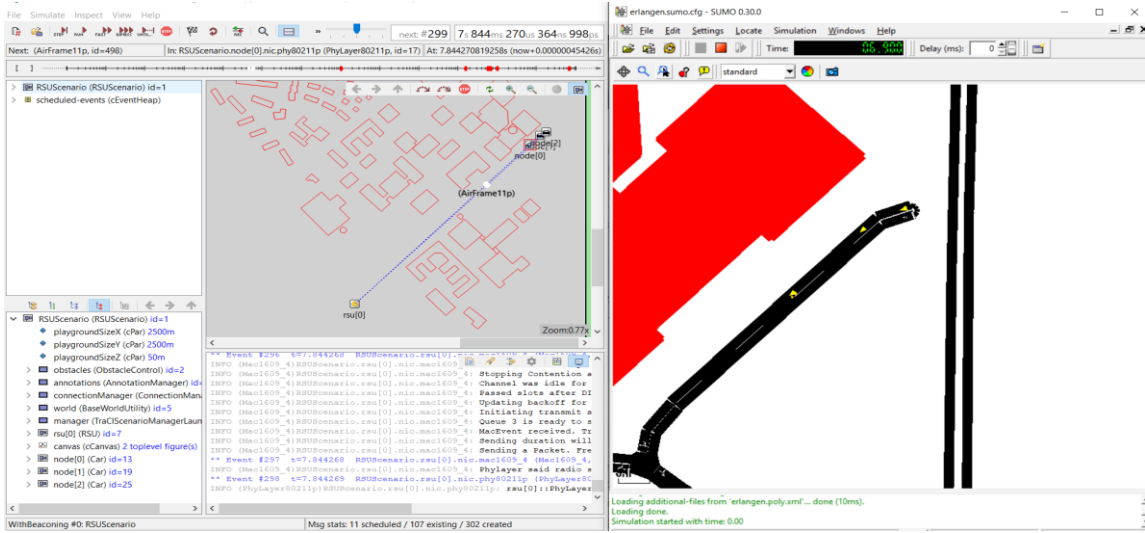 File Simulate Inspect View Help
next: #299 7s 844ms 270us 364ns 998ps
Next: (AirFrame11p, id=498) In: RSUScenario.node[0].nic.phy80211p (PhyLayer80211p, id=17) At: 7.844270819258s (now+0.00000045426s)
RSUScenario (RSUScenario) id=1
scheduled-events (cEventHeap)
node[2]
node[0]
(AirFrame11p)
rsu[0]
Zoom:0.77x
RSUScenario (RSUScenario) id=1
playgroundSizeX (cPar) 2500m
playgroundSizeY (cPar) 2500m
playgroundSizeZ (cPar) 50m
obstacles (ObstacleControl) id=2
annotations (AnnotationManager) id=
connectionManager (ConnectionMan
world (BaseWorldUtility) id=5
manager (TraCIScenarioManagerLaun
rsu[0] (RSU) id=7
canvas (cCanvas) 2 toplevel figure(s)
node[0] (Car) id=13
node[1] (Car) id=19
node[2] (Car) id=25
** Event #296 t=7.844268 RSUScenario.rsu[0].nic.mac1609_4 (Mac1609_4,
INFO (Mac1609_4)RSUScenario.rsu[0].nic.mac1609_4: Stopping Contention a
INFO (Mac1609_4)RSUScenario.rsu[0].nic.mac1609_4: Channel was idle for
INFO (Mac1609_4)RSUScenario.rsu[0].nic.mac1609_4: Passed slots after DI
INFO (Mac1609_4)RSUScenario.rsu[0].nic.mac1609_4: Updating backoff for
INFO (Mac1609_4)RSUScenario.rsu[0].nic.mac1609_4: Initiating transmit a
INFO (Mac1609_4)RSUScenario.rsu[0].nic.mac1609_4: Queue 3 is ready to s
INFO (Mac1609_4)RSUScenario.rsu[0].nic.mac1609_4: MacEvent received. Tr
INFO (Mac1609_4)RSUScenario.rsu[0].nic.mac1609_4: Sending duration will
INFO (Mac1609_4)RSUScenario.rsu[0].nic.mac1609_4: Sending a Packet. Fre
** Event #297 t=7.844268 RSUScenario.rsu[0].nic.mac1609_4 (Mac1609_4,
INFO (Mac1609_4)RSUScenario.rsu[0].nic.mac1609_4: Phylayer said radio s
** Event #298 t=7.844269 RSUScenario.rsu[0].nic.phy80211p (PhyLayer80
INFO (PhyLayer80211p)RSUScenario.rsu[0].nic.phy80211p: rsu[0]::PhyLayer
WithBeaconing #0: RSUScenario Msg stats: 11 scheduled / 107 existing / 302 created
erlangen.sumo.cfg - SUMO 0.30.0
File Edit Settings Locate Simulation Windows Help
Time: Delay (ms): 0
standard
Loading additional-files from 'erlangen.poly.xml'... done (10ms).
Loading done.
Simulation started with time: 0.00